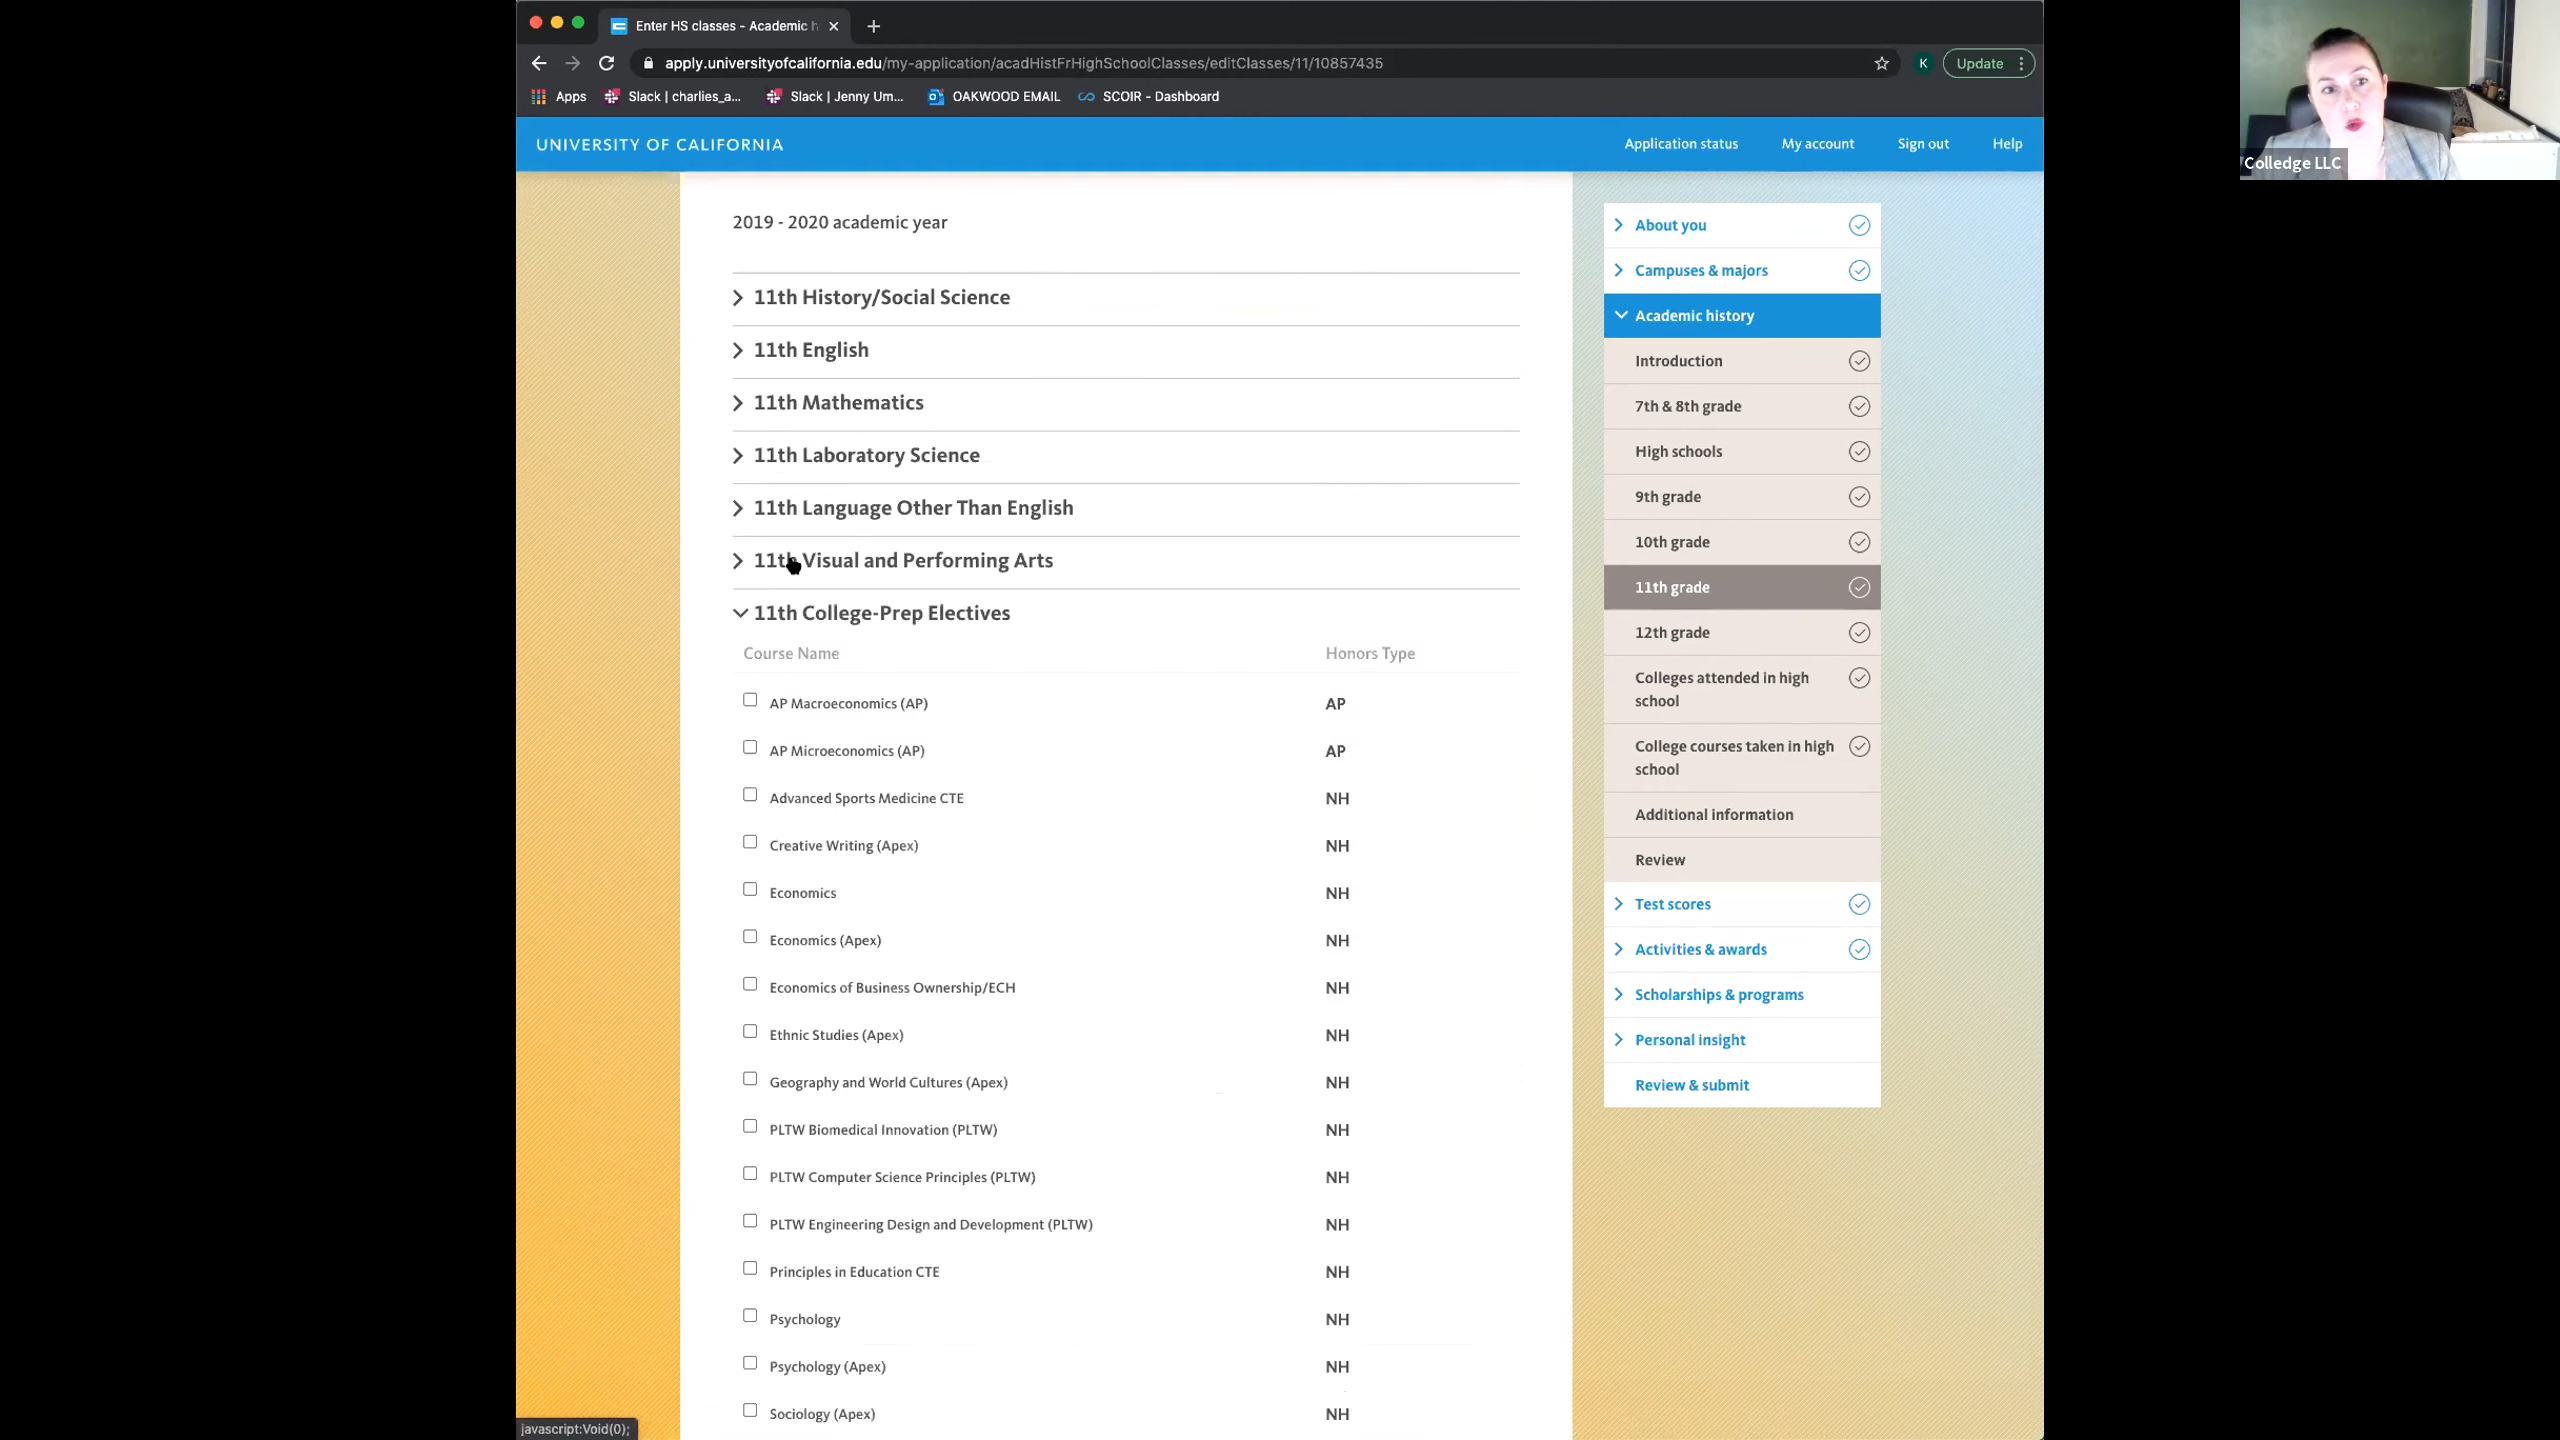 Enter HS classes - Academic h
apply.universityofcalifornia.edu/my-application/acadHistFrHighSchoolClasses/editClasses/11/10857435
K
Update
Apps
Slack | charlies_a...
Slack | Jenny Um...
OAKWOOD EMAIL
SCOIR - Dashboard
Colledge LLC
UNIVERSITY OF CALIFORNIA
Application status
My account
Sign out
Help
2019 - 2020 academic year
11th History/Social Science
11th English
11th Mathematics
11th Laboratory Science
11th Language Other Than English
11th Visual and Performing Arts
11th College-Prep Electives
Course Name Honors Type
AP Macroeconomics (AP) AP
AP Microeconomics (AP) AP
Advanced Sports Medicine CTE NH
Creative Writing (Apex) NH
Economics NH
Economics (Apex) NH
Economics of Business Ownership/ECH NH
Ethnic Studies (Apex) NH
Geography and World Cultures (Apex) NH
PLTW Biomedical Innovation (PLTW) NH
PLTW Computer Science Principles (PLTW) NH
PLTW Engineering Design and Development (PLTW) NH
Principles in Education CTE NH
Psychology NH
Psychology (Apex) NH
Sociology (Apex) NH
About you
Campuses & majors
Academic history
Introduction
7th & 8th grade
High schools
9th grade
10th grade
11th grade
12th grade
Colleges attended in high
school
College courses taken in high
school
Additional information
Review
Test scores
Activities & awards
Scholarships & programs
Personal insight
Review & submit
javascript:Void(0);